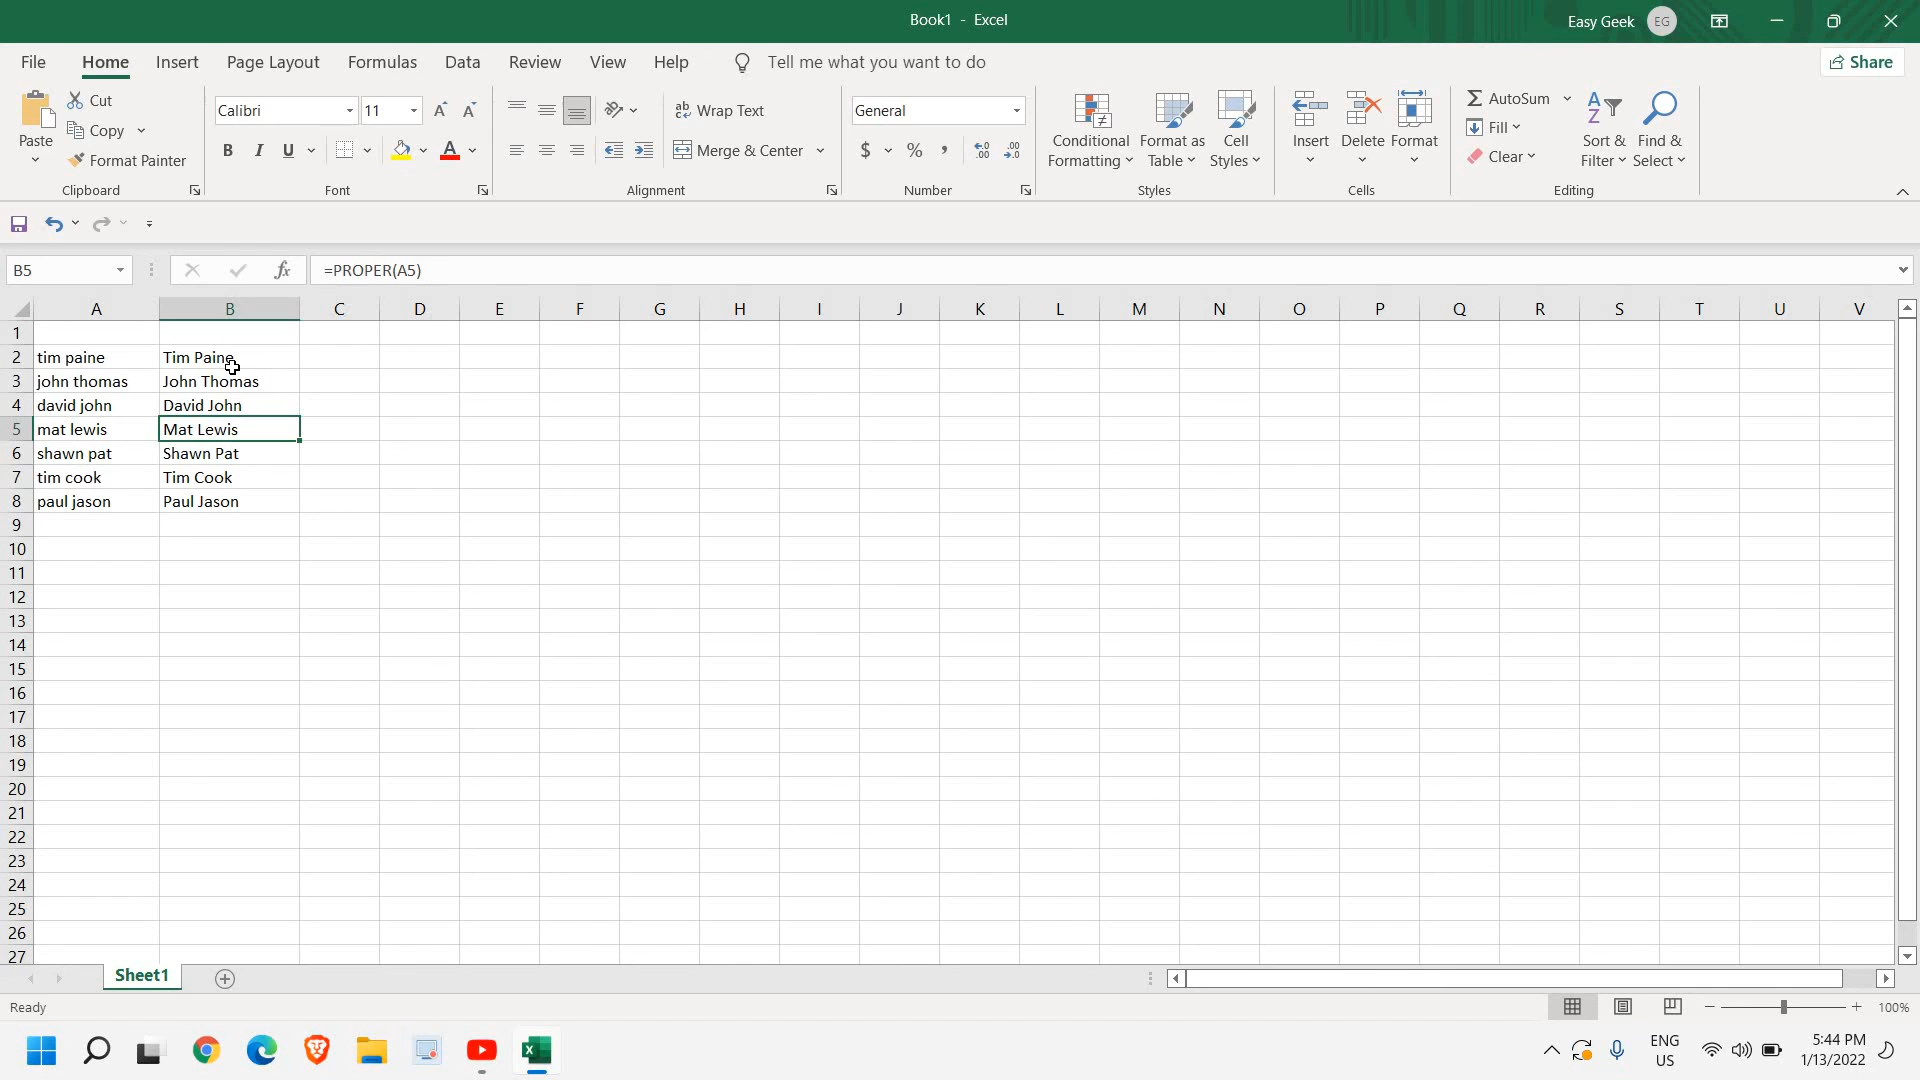 Book1 - Excel
Easy Geek EG
File Home Insert Page Layout Formulas Data Review View Help Tell me what you want to do Share
Paste Cut Copy Format Painter Clipboard
Calibri 11 B I U A Font
Wrap Text Merge & Center Alignment
General $ % , .00 .0 Number
Conditional Formatting Format as Table Cell Styles Styles
Insert Delete Format Cells
AutoSum Fill Clear Sort & Filter Find & Select Editing
B5 fx =PROPER(A5)
A B C D E F G H I J K L M N O P Q R S T U V
1
2 tim paine Tim Paine
3 john thomas John Thomas
4 david john David John
5 mat lewis Mat Lewis
6 shawn pat Shawn Pat
7 tim cook Tim Cook
8 paul jason Paul Jason
9
10
11
12
13
14
15
16
17
18
19
20
21
22
23
24
25
26
27
Sheet1
Ready 100%
ENG US 5:44 PM 1/13/2022